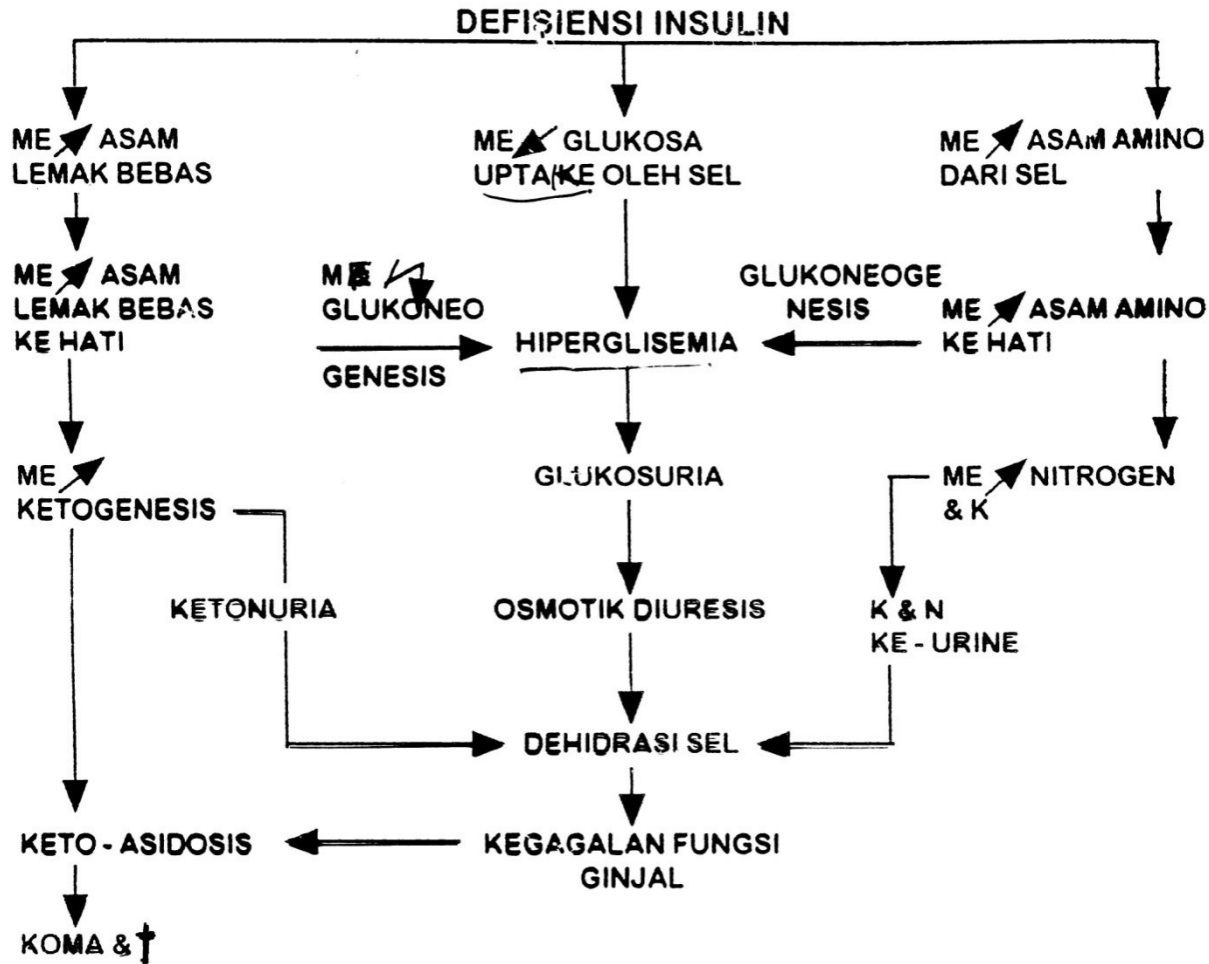 DEFISIENSI INSULIN
ME ↗ ASAM
LEMAK BEBAS
ME ↙ GLUKOSA
UPTAKE OLEH SEL
ME ↗ ASAM AMINO
DARI SEL
ME ↗ ASAM
LEMAK BEBAS
KE HATI
ME
GLUKONEO
GENESIS
HIPERGLISEMIA
GLUKONEOGE
NESIS
ME ↗ ASAM AMINO
KE HATI
ME ↗
KETOGENESIS
GLUKOSURIA
ME ↗ NITROGEN
& K
KETONURIA
OSMOTIK DIURESIS
K & N
KE - URINE
DEHIDRASI SEL
KETO - ASIDOSIS
KEGAGALAN FUNGSI
GINJAL
KOMA & †